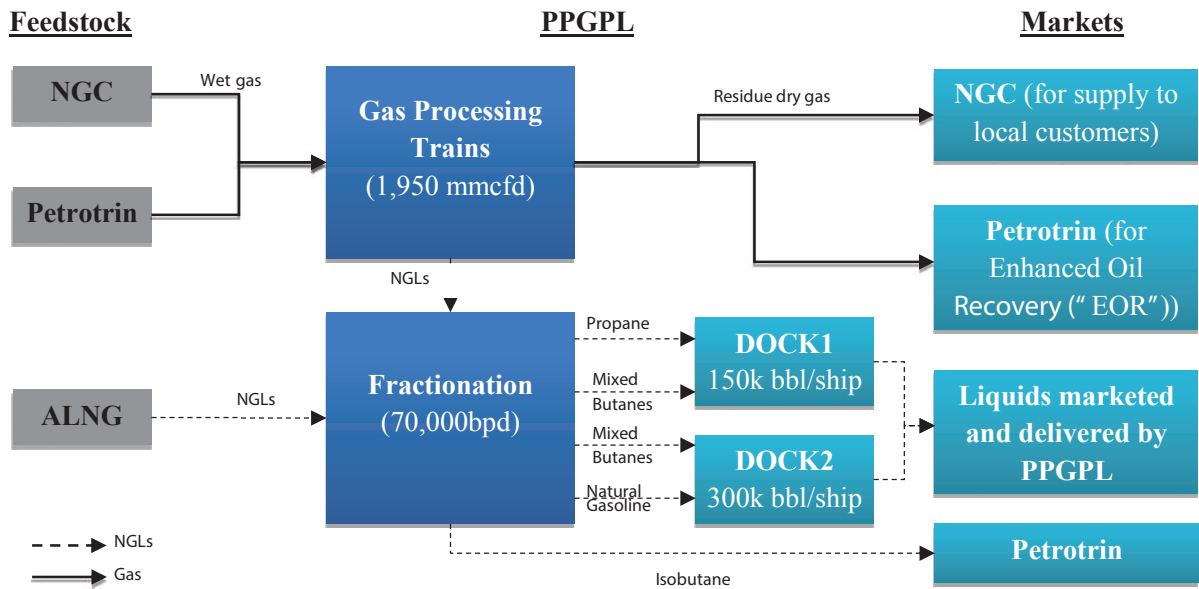 Feedstock
PPGPL
Markets
NGC
Wet gas
Petrotrin
Gas Processing
Trains
(1,950 mmcfd)
Residue dry gas
NGC (for supply to
local customers)
Petrotrin (for
Enhanced Oil
Recovery (“ EOR” ))
NGLs
ALNG
NGLs
Fractionation
(70,000bpd)
Propane
Mixed
Butanes
Mixed
Butanes
Natural
Gasoline
DOCK1
150k bbl/ship
DOCK2
300k bbl/ship
Liquids marketed
and delivered by
PPGPL
Petrotrin
Isobutane
NGLs
Gas